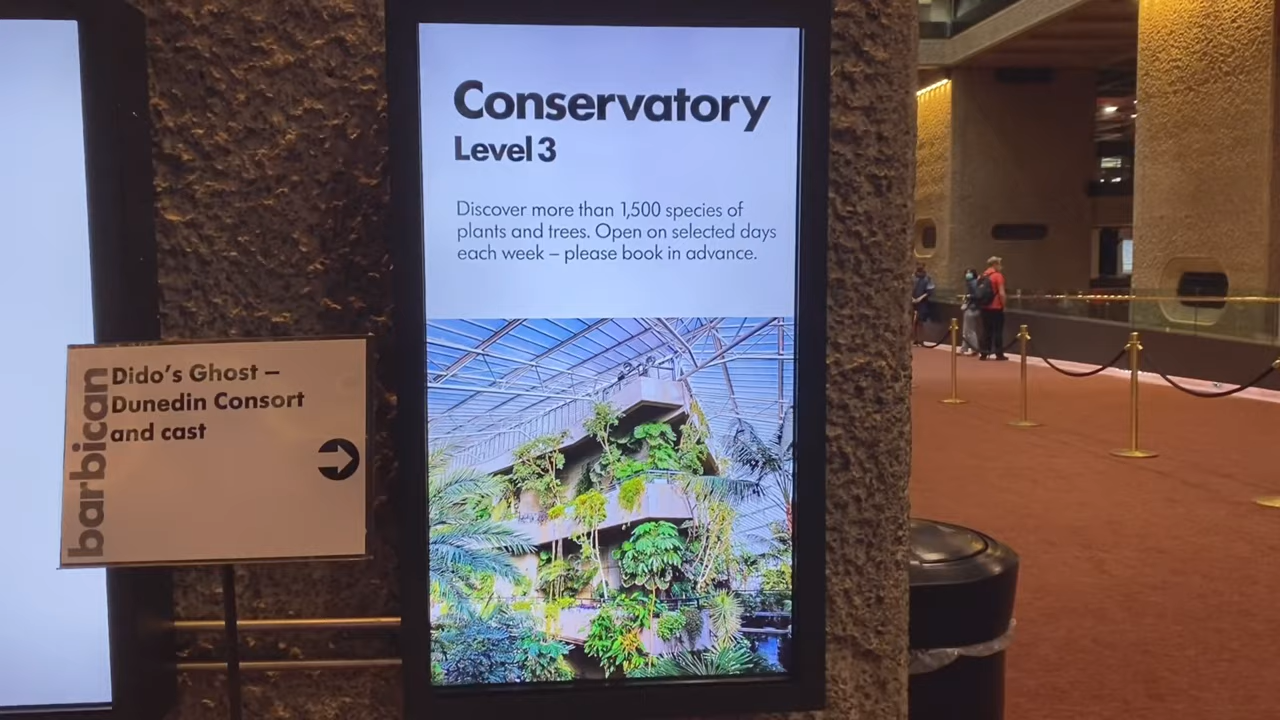 barbican
Dido's Ghost –
Dunedin Consort
and cast
Conservatory
Level 3
Discover more than 1,500 species of
plants and trees. Open on selected days
each week – please book in advance.